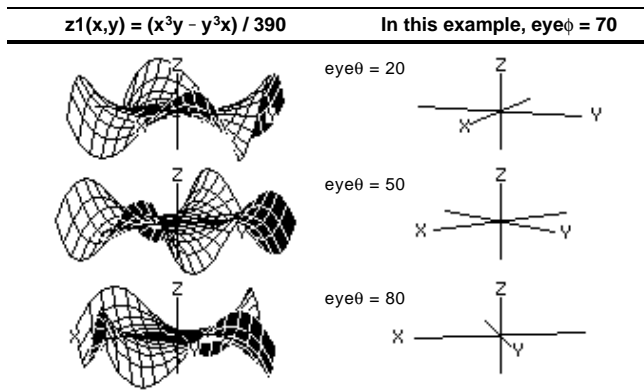 z1(x,y) = (x³y – y³x) / 390 In this example, eyeϕ = 70
Z eyeθ = 20 Z
X Y
Z eyeθ = 50 Z
Y X Y
Z eyeθ = 80 Z
X Y X Y